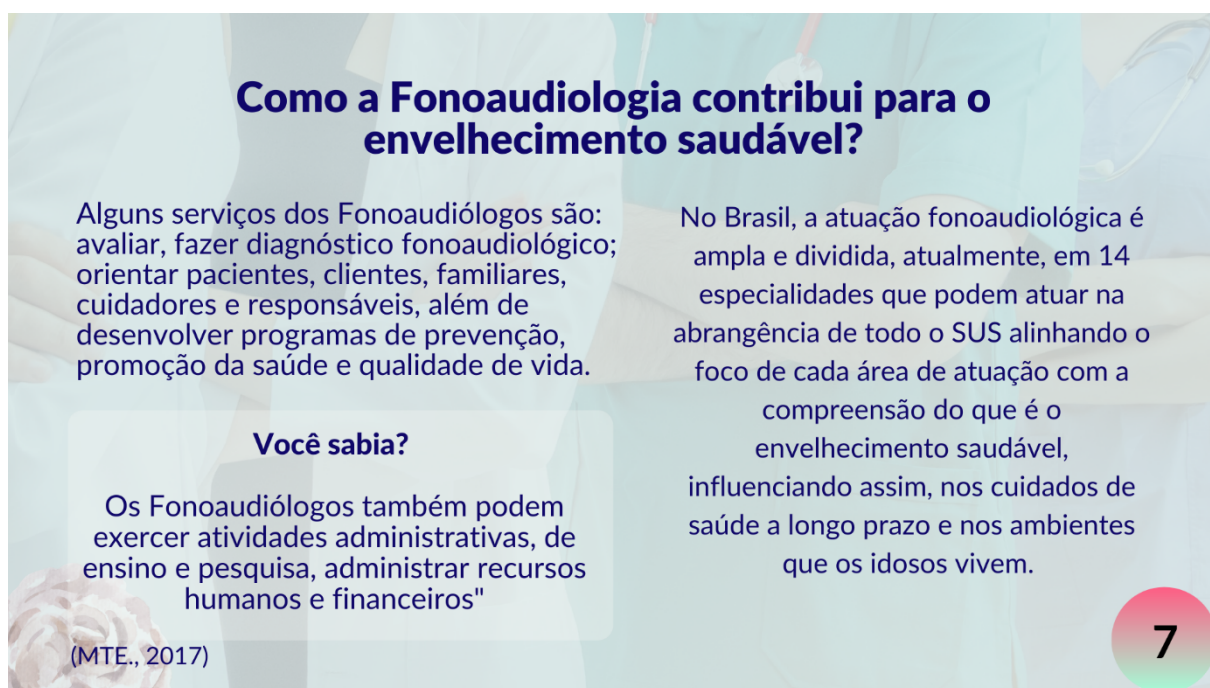 Como a Fonoaudiologia contribui para o
envelhecimento saudável?
Alguns serviços dos Fonoaudiólogos são:
avaliar, fazer diagnóstico fonoaudiológico;
orientar pacientes, clientes, familiares,
cuidadores e responsáveis, além de
desenvolver programas de prevenção,
promoção da saúde e qualidade de vida.
Você sabia?
Os Fonoaudiólogos também podem
exercer atividades administrativas, de
ensino e pesquisa, administrar recursos
humanos e financeiros"
(MTE., 2017)
No Brasil, a atuação fonoaudiológica é
ampla e dividida, atualmente, em 14
especialidades que podem atuar na
abrangência de todo o SUS alinhando o
foco de cada área de atuação com a
compreensão do que é o
envelhecimento saudável,
influenciando assim, nos cuidados de
saúde a longo prazo e nos ambientes
que os idosos vivem.
7